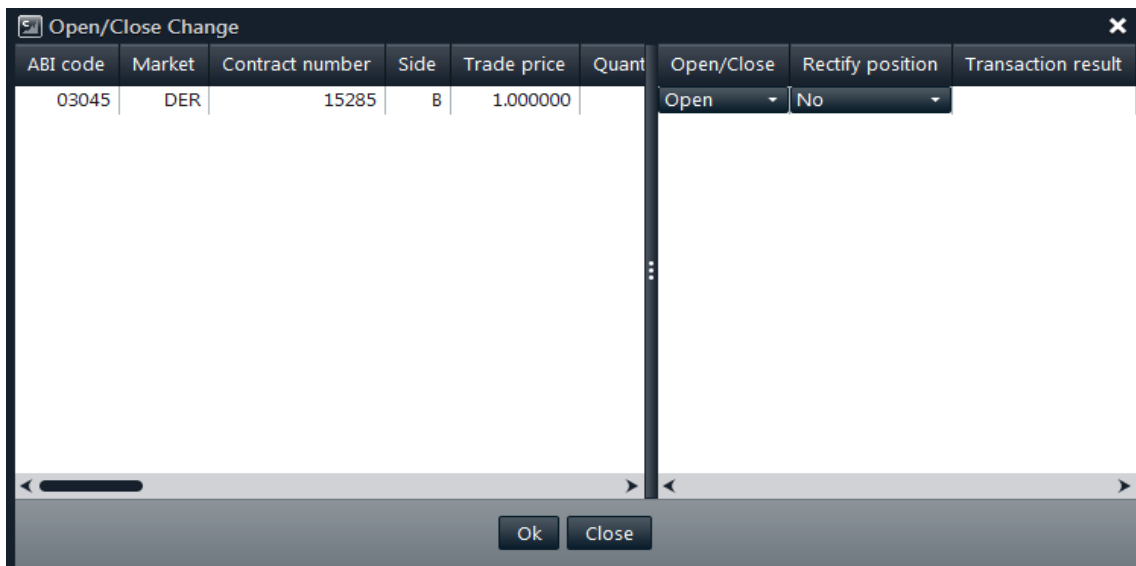 Open/Close Change
ABI code Market Contract number Side Trade price Quant Open/Close Rectify position Transaction result
03045 DER 15285 B 1.000000 Open No
Ok Close